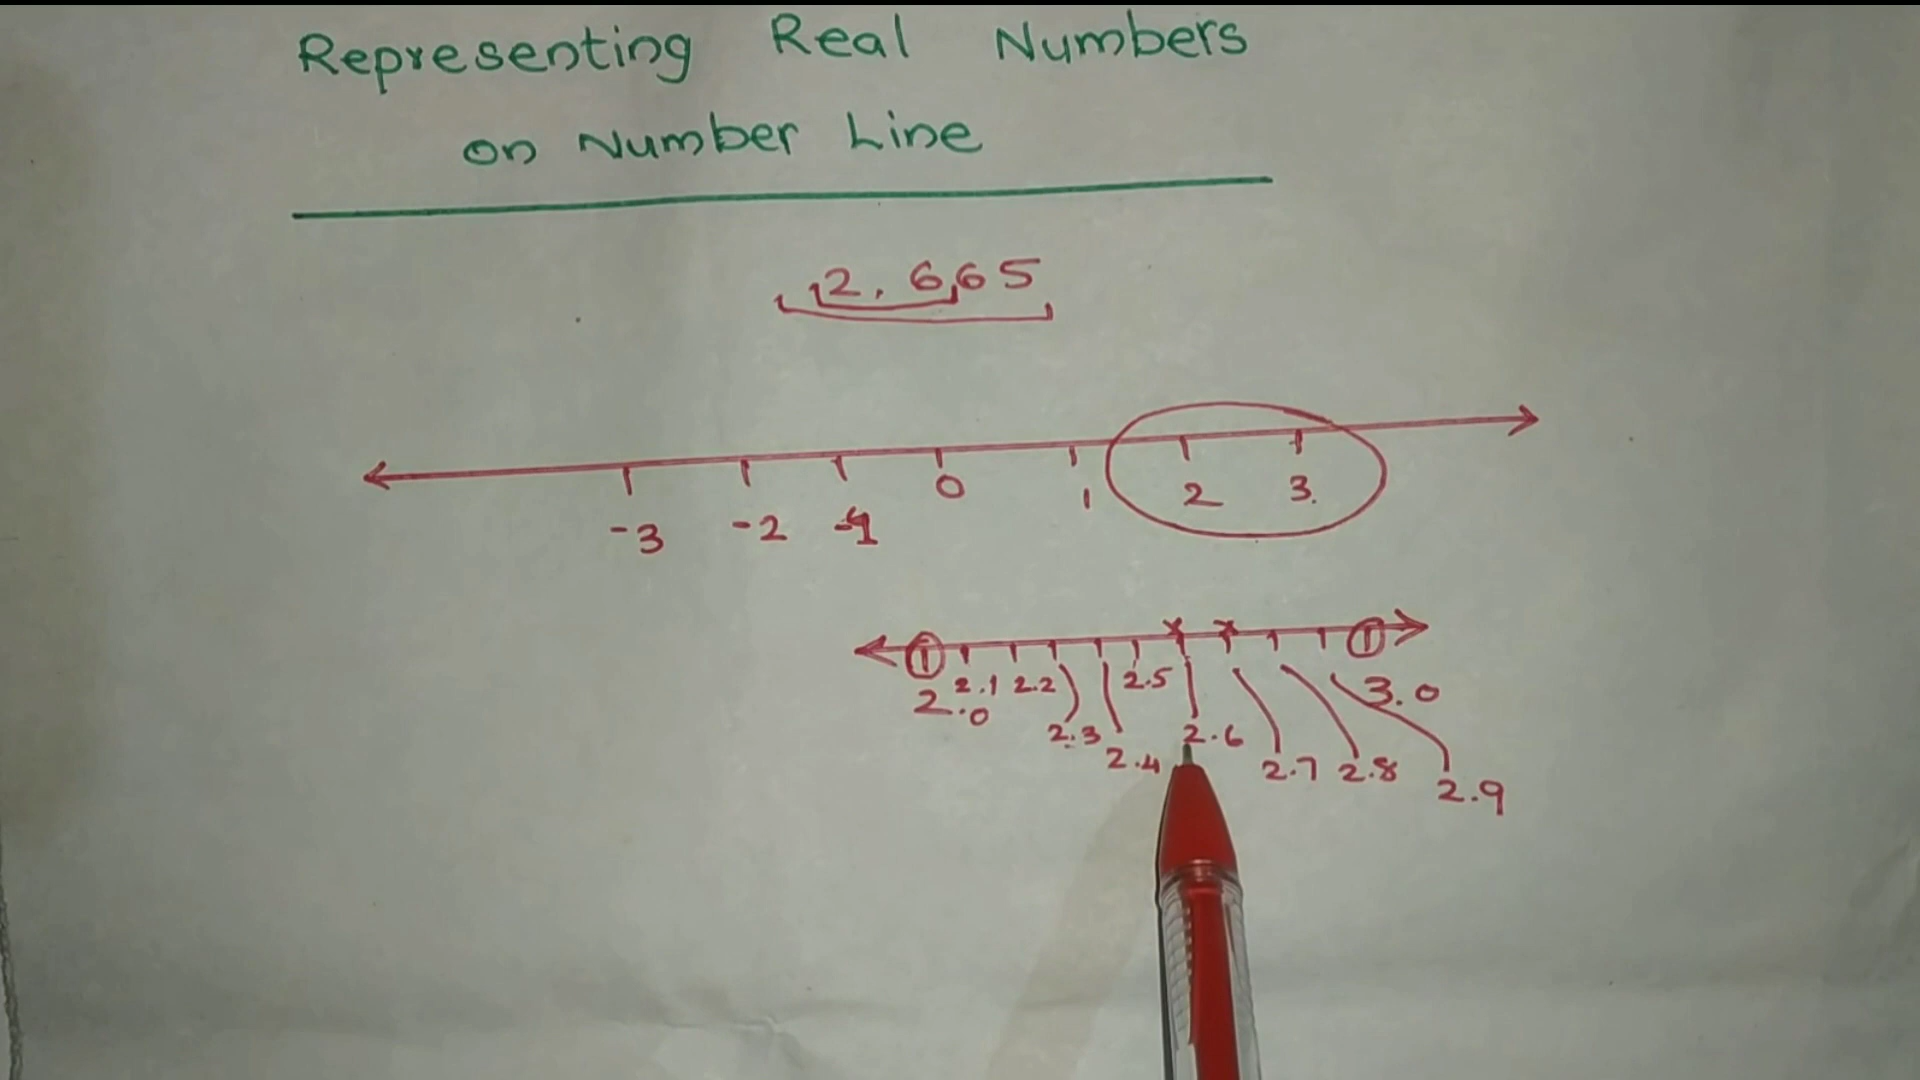 Representing Real Numbers
on Number Line
2.665
-3 -2 -1 0 1 2 3
2.0 2.1 2.2 2.3 2.4 2.5 2.6 2.7 2.8 2.9 3.0